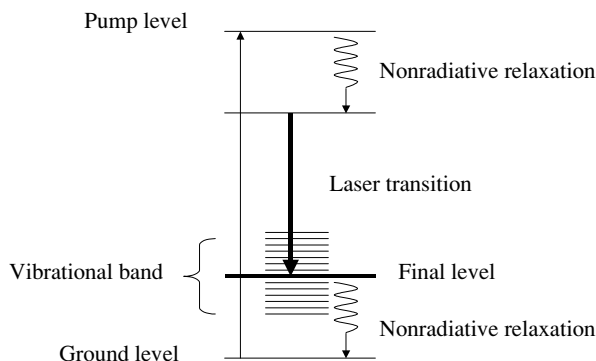 Pump level
Nonradiative relaxation
Laser transition
Vibrational band
Final level
Nonradiative relaxation
Ground level